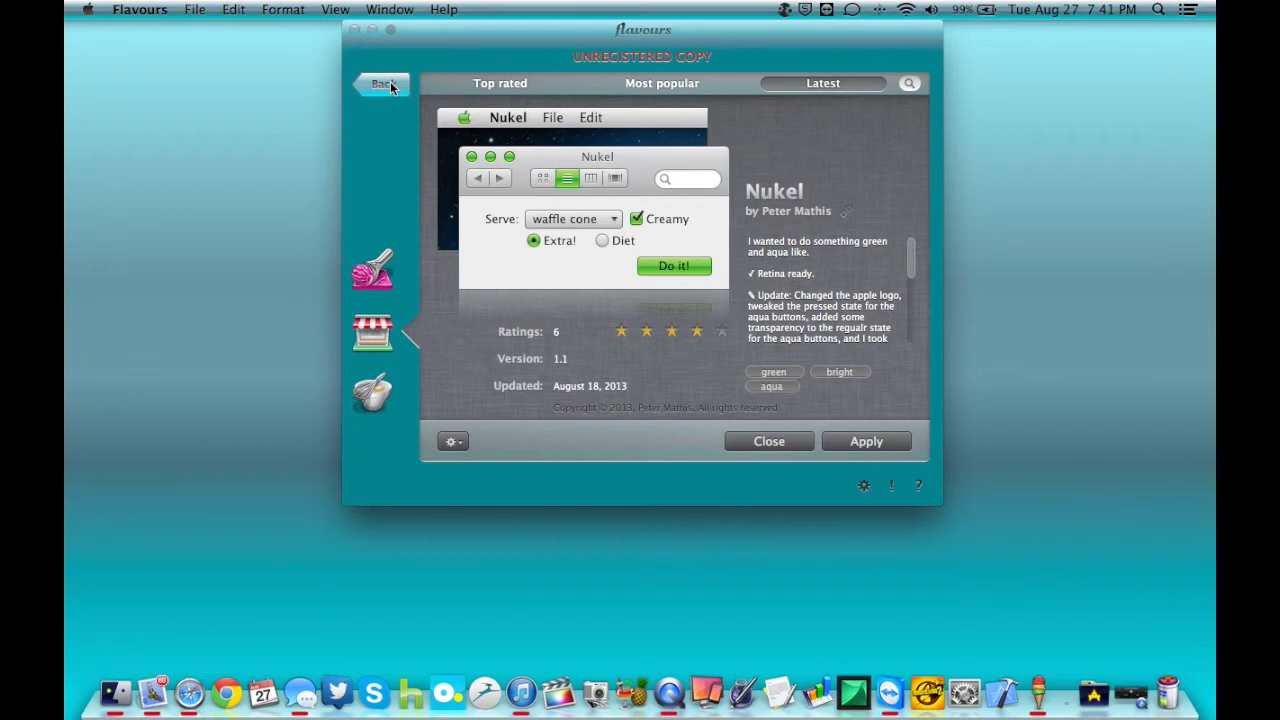 Flavours File Edit Format View Window Help 99% Tue Aug 27 7:41 PM
flavours
UNREGISTERED COPY
Back Top rated Most popular Latest
Nukel File Edit
Nukel
Serve: waffle cone Creamy
Extra! Diet
Do it!
Nukel
by Peter Mathis
I wanted to do something green
and aqua like.
✓ Retina ready.
✎ Update: Changed the apple logo,
tweaked the pressed state for the
aqua buttons, added some
transparency to the regualr state
for the aqua buttons, and I took
green bright
aqua
Ratings: 6
Version: 1.1
Updated: August 18, 2013
Copyright © 2013, Peter Mathis. All rights reserved
Close Apply
! ?
27